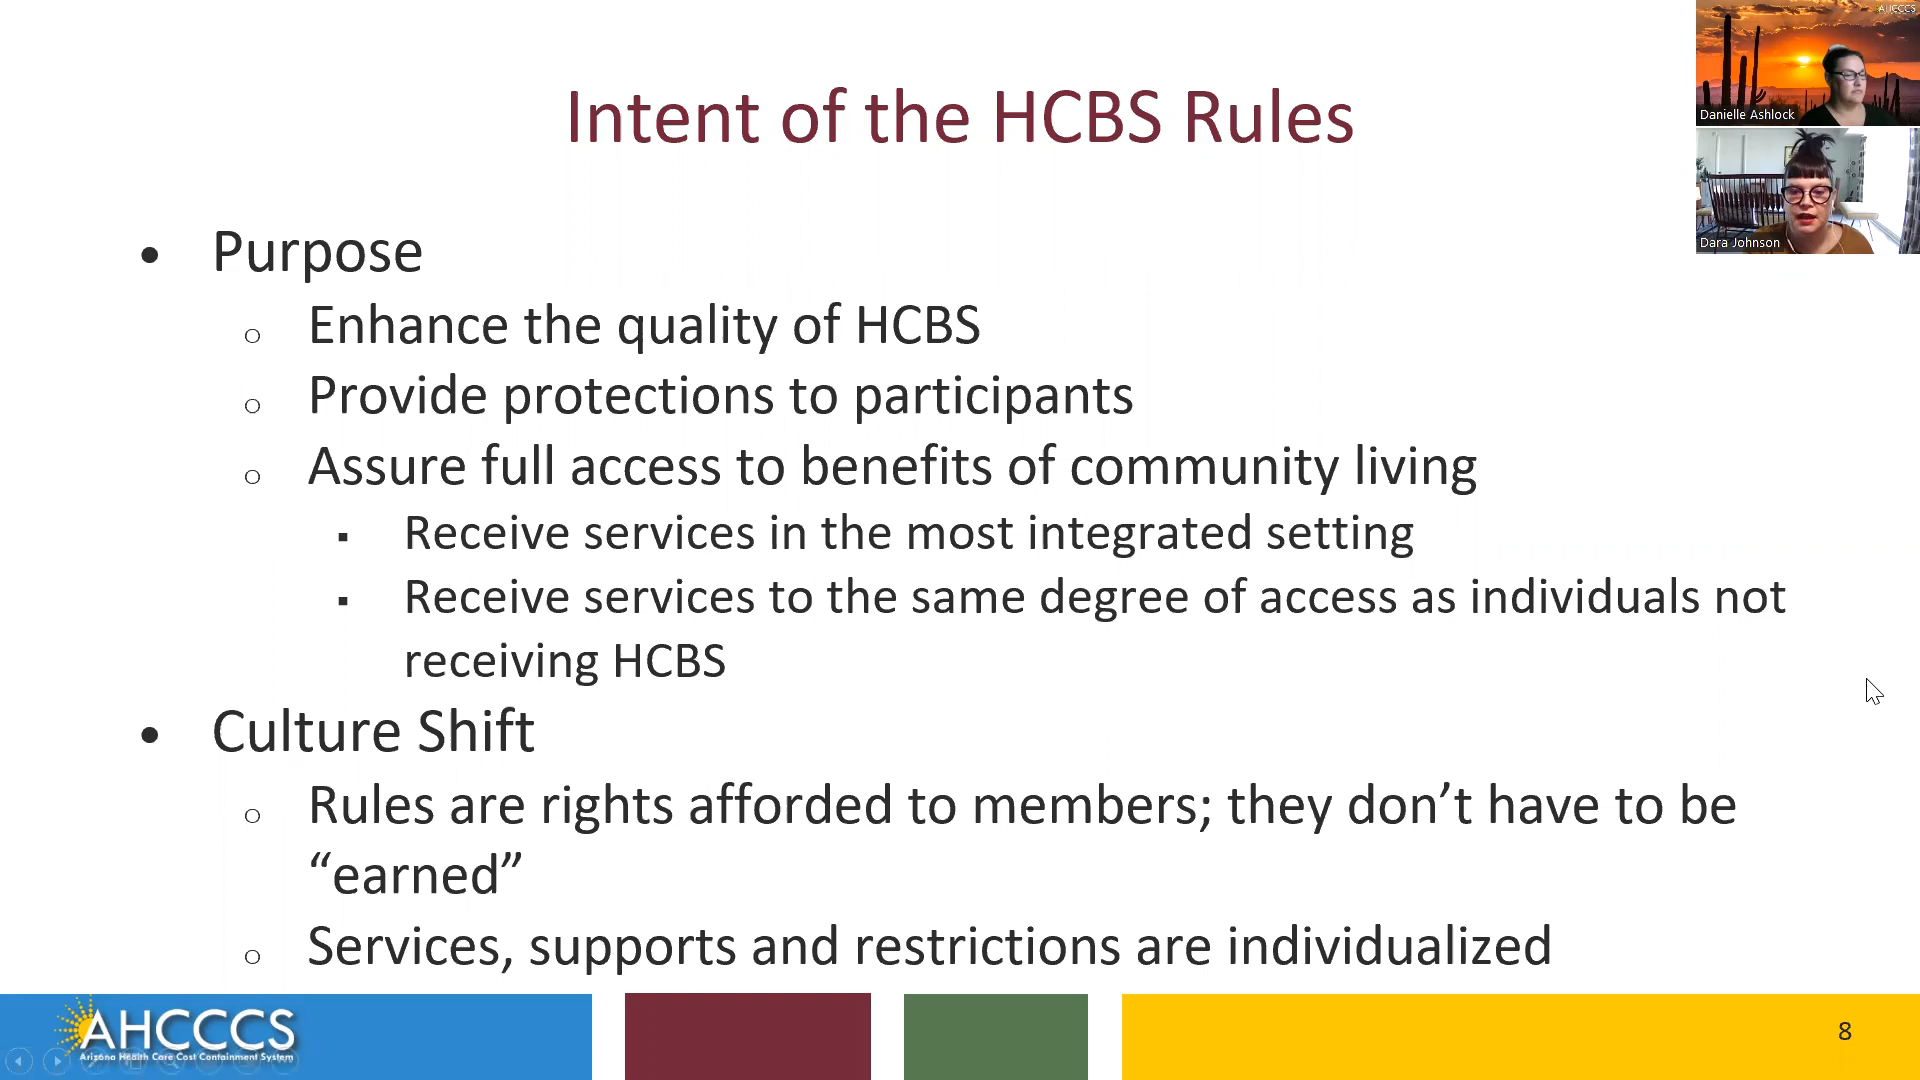 AHCCCS
Danielle Ashlock
Dara Johnson
Intent of the HCBS Rules
• Purpose
o Enhance the quality of HCBS
o Provide protections to participants
o Assure full access to benefits of community living
▪ Receive services in the most integrated setting
▪ Receive services to the same degree of access as individuals not
receiving HCBS
• Culture Shift
o Rules are rights afforded to members; they don’t have to be
“earned”
o Services, supports and restrictions are individualized
AHCCCS
Arizona Health Care Cost Containment System
8